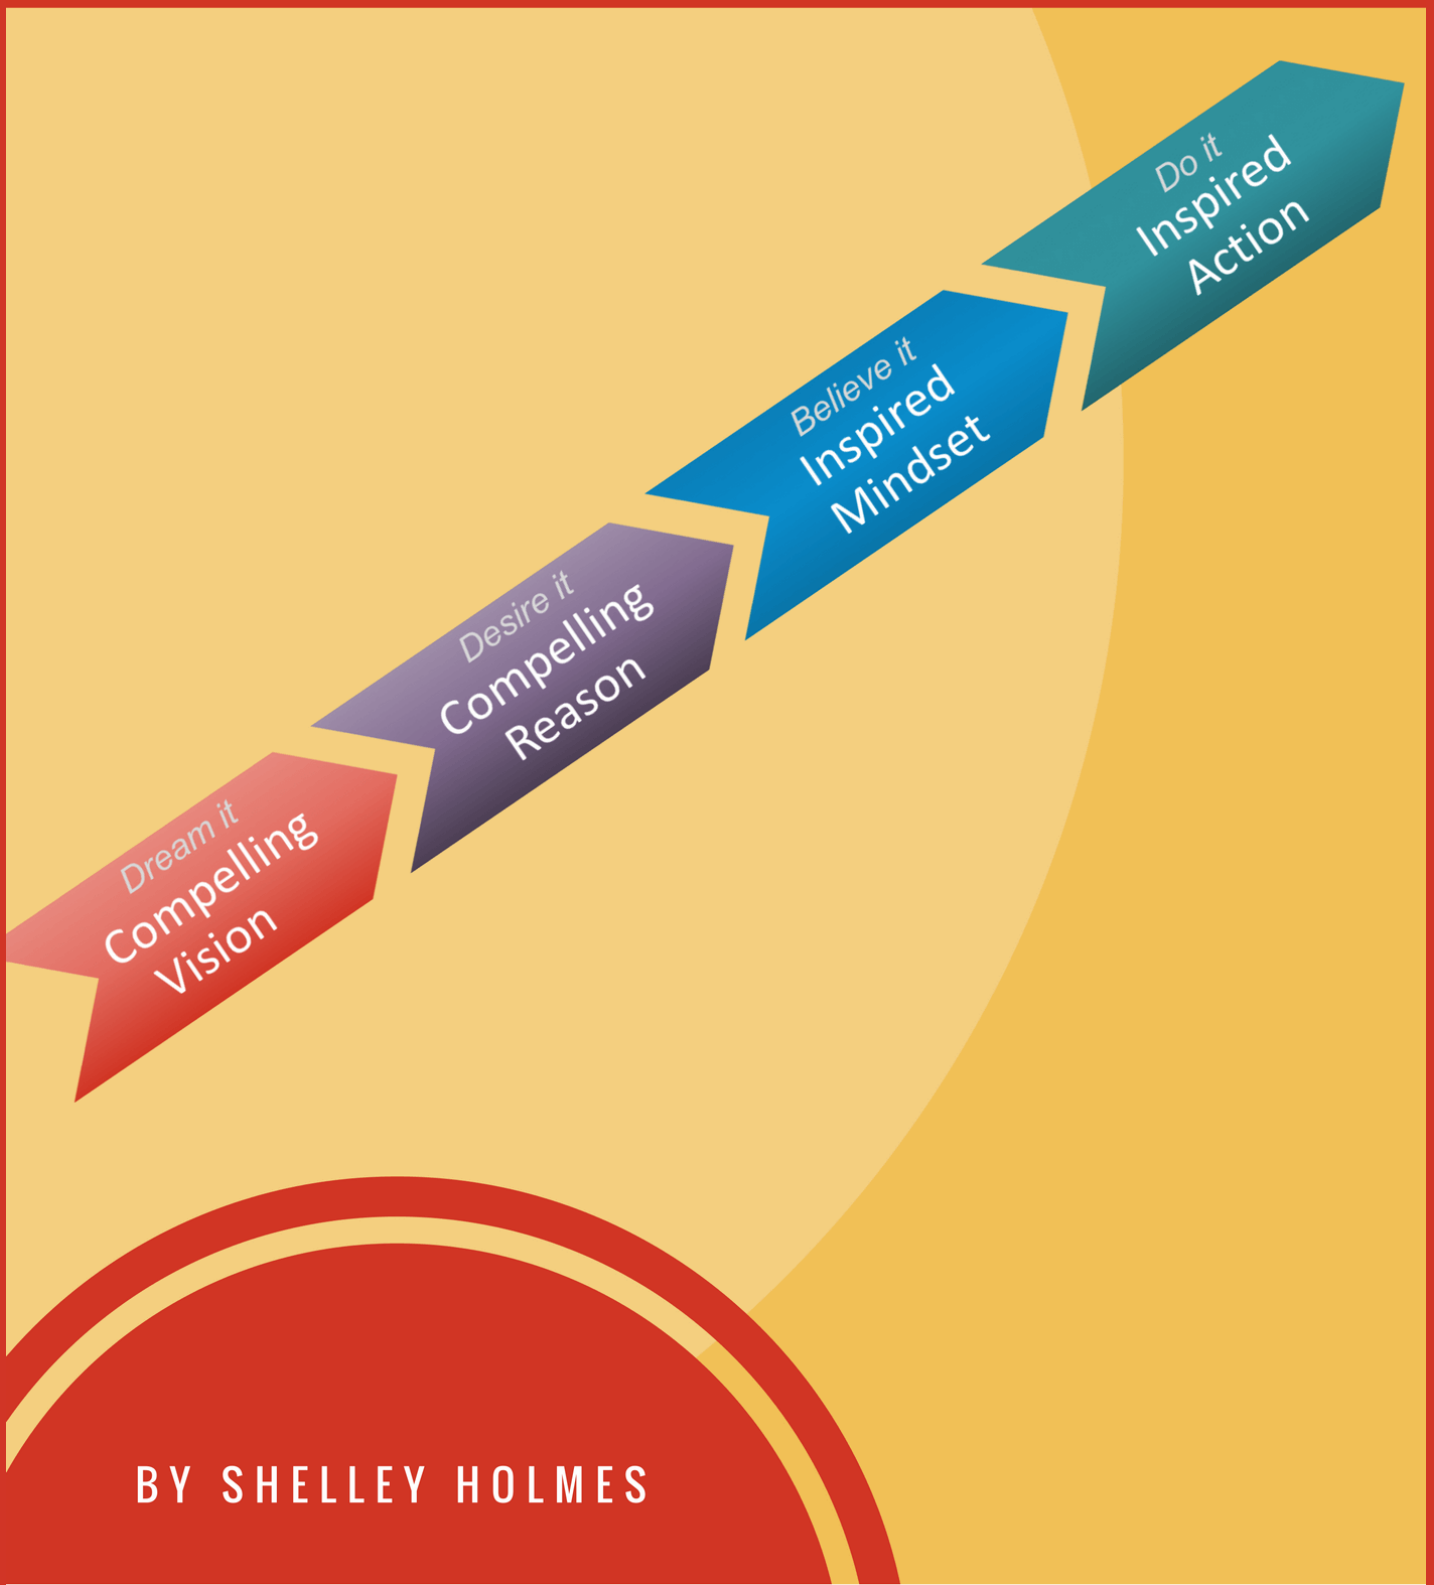 Dream it
Compelling
Vision
Desire it
Compelling
Reason
Believe it
Inspired
Mindset
Do it
Inspired
Action
BY SHELLEY HOLMES